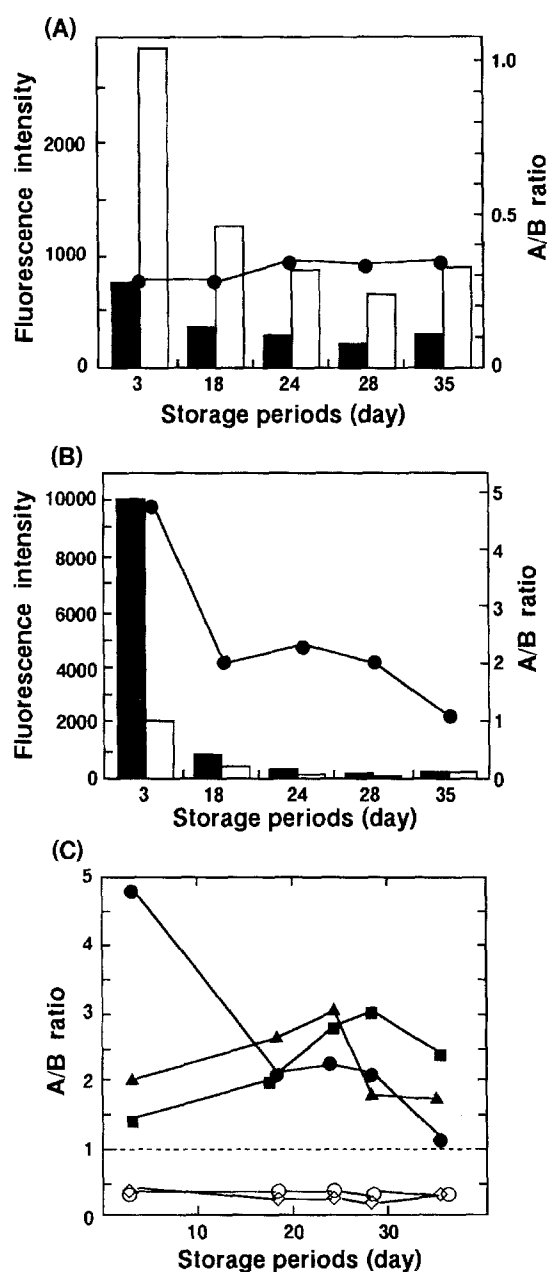 (A)
Fluorescence intensity
2000
1000
0
1.0
0.5
0
A/B ratio
3 18 24 28 35
Storage periods (day)
(B)
Fluorescence intensity
10000
8000
6000
4000
2000
0
5
4
3
2
1
0
A/B ratio
3 18 24 28 35
Storage periods (day)
(C)
A/B ratio
5
4
3
2
1
0
10 20 30
Storage periods (day)